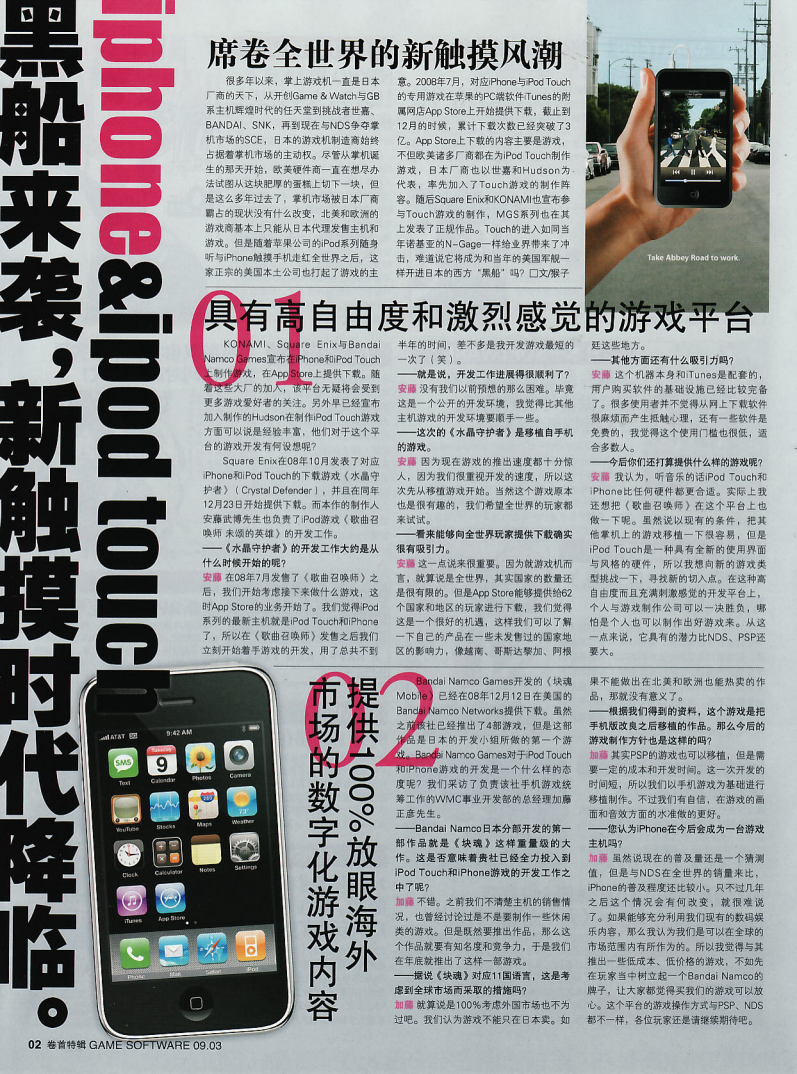 黑船来袭，新触摸时代降临。
iphone&ipod touch
席卷全世界的新触摸风潮
很多年以来，掌上游戏机一直是日本
厂商的天下，从开创Game & Watch与GB
系主机辉煌时代的任天堂到挑战者世嘉、
BANDAI、SNK，再到现在与NDS争夺掌
机市场的SCE，日本的游戏机制造商始终
占据着掌机市场的主动权。尽管从掌机诞
生的那天开始，欧美硬件商一直在想尽办
法试图从这块肥厚的蛋糕上切下一块，但
是这么多年过去了，掌机市场被日本厂商
霸占的现状没有什么改变，北美和欧洲的
游戏商基本上只能从日本代理发售主机和
游戏。但是随着苹果公司的iPod系列随身
听与iPhone触摸手机走红全世界之后，这
家正宗的美国本土公司也打起了游戏的主
意。2008年7月，对应iPhone与iPod Touch
的专用游戏在苹果的PC端软件iTunes的附
属网店App Store上开始提供下载，截止到
12月的时候，累计下载次数已经突破了3
亿。App Store上下载的内容主要是游戏，
不但欧美诸多厂商都在为iPod Touch制作
游戏，日本厂商也以世嘉和Hudson为
代表，率先加入了Touch游戏的制作阵
容。随后Square Enix和KONAMI也宣布参
与Touch游戏的制作，MGS系列也在其
上发表了正规作品。Touch的进入如同当
年诺基亚的N-Gage一样给业界带来了冲
击，难道说它将成为和当年的美国军舰一
样开进日本的西方“黑船”吗？□文/猴子
Take Abbey Road to work.
01
具有高自由度和激烈感觉的游戏平台
KONAMI、Square Enix与Bandai
Namco Games宣布在iPhone和iPod Touch
上制作游戏，在App Store上提供下载。随
着这些大厂的加入，该平台无疑将会受到
更多游戏爱好者的关注。另外早已经宣布
加入制作的Hudson在制作iPod Touch游戏
方面可以说是经验丰富，他们对于这个平
台的游戏开发有何设想呢？
Square Enix在08年10月发表了对应
iPhone和iPod Touch的下载游戏《水晶守
护者》（Crystal Defender），并且在同年
12月23日开始提供下载。而本作的制作人
安藤武博先生也负责了iPod游戏《歌曲召
唤师 未颂的英雄》的开发工作。
——《水晶守护者》的开发工作大约是从
什么时候开始的呢？
安藤 在08年7月发售了《歌曲召唤师》之
后，我们开始考虑接下来做什么游戏，这
时App Store的业务开始了。我们觉得iPod
系列的最新主机就是iPod Touch和iPhone
了，所以在《歌曲召唤师》发售之后我们
立刻开始着手游戏的开发，用了总共不到
半年的时间，差不多是我开发游戏最短的
一次了（笑）。
——就是说，开发工作进展得很顺利了？
安藤 没有我们以前预想的那么困难。毕竟
这是一个公开的开发环境，我觉得比其他
主机游戏的开发环境要顺手一些。
——这次的《水晶守护者》是移植自手机
的游戏。
安藤 因为现在游戏的推出速度都十分惊
人，因为我们很重视开发的速度，所以这
次先从移植游戏开始。当然这个游戏原本
也是很有趣的，我们希望全世界的玩家都
来试试。
——看来能够向全世界玩家提供下载确实
很有吸引力。
安藤 这一点说来很重要。因为就游戏机而
言，就算说是全世界，其实国家的数量还
是很有限的。但是App Store能够提供给62
个国家和地区的玩家进行下载，我们觉得
这是一个很好的机遇，这样我们可以了解
一下自己的产品在一些未发售过的国家地
区的影响力，像越南、哥斯达黎加、阿根
廷这些地方。
——其他方面还有什么吸引力吗？
安藤 这个机器本身和iTunes是配套的，
用户购买软件的基础设施已经比较完备
了。很多使用者并不觉得从网上下载软件
很麻烦而产生抵触心理，还有一些软件是
免费的，我觉得这个使用门槛也很低，适
合多数人。
——今后你们还打算提供什么样的游戏呢？
安藤 我认为，听音乐的话iPod Touch和
iPhone比任何硬件都更合适。实际上我
还想把《歌曲召唤师》在这个平台上也
做一下呢。虽然说以现有的条件，把其
他掌机上的游戏移植一下很容易，但是
iPod Touch是一种具有全新的使用界面
与风格的硬件，所以我想向新的游戏类
型挑战一下，寻找新的切入点。在这种高
自由度而且充满刺激感觉的开发平台上，
个人与游戏制作公司可以一决胜负，哪
怕是个人也可以制作出好游戏来。从这
一点来说，它具有的潜力比NDS、PSP还
要大。
02
提供100%放眼海外
市场的数字化游戏内容
Bandai Namco Games开发的《块魂
Mobile》已经在08年12月12日在美国的
Bandai Namco Networks提供下载。虽然
之前该社已经推出了4部游戏，但是这部
作品是日本的开发小组所做的第一个游
戏。Bandai Namco Games对于iPod Touch
和iPhone游戏的开发是一个什么样的态
度呢？我们采访了负责该社手机游戏统
筹工作的WMC事业开发部的总经理加藤
正彦先生。
——Bandai Namco日本分部开发的第一
部作品就是《块魂》这样重量级的大
作。这是否意味着贵社已经全力投入到
iPod Touch和iPhone游戏的开发工作之
中了呢？
加藤 不错。之前我们不清楚主机的销售情
况，也曾经讨论过是不是要制作一些休闲
类的游戏。但是既然要推出作品，那么这
个作品就要有知名度和竞争力，于是我们
在年底就推出了这样一部游戏。
——据说《块魂》对应11国语言，这是考
虑到全球市场而采取的措施吗？
加藤 就算说是100%考虑外国市场也不为
过吧。我们认为游戏不能只在日本卖。如
果不能做出在北美和欧洲也能热卖的作
品，那就没有意义了。
——根据我们得到的资料，这个游戏是把
手机版改良之后移植的作品。那么今后的
游戏制作方针也是这样的吗？
加藤 其实PSP的游戏也可以移植，但是需
要一定的成本和开发时间。这一次开发的
时间短，所以我们以手机游戏为基础进行
移植制作。不过我们有自信，在游戏的画
面和音效方面的水准做的更好。
——您认为iPhone在今后会成为一台游戏
主机吗？
加藤 虽然说现在的普及量还是一个猜测
值，但是与NDS在全世界的销量来比，
iPhone的普及程度还比较小。只不过几年
之后这个情况会有何改变，就很难说
了。如果能够充分利用我们现有的数码娱
乐内容，那么我认为我们是可以在全球的
市场范围内有所作为的。所以我觉得与其
推出一些低成本、低价格的游戏，不如先
在玩家当中树立起一个Bandai Namco的
牌子，让大家都觉得买我们的游戏可以放
心。这个平台的游戏操作方式与PSP、NDS
都不一样，各位玩家还是请继续期待吧。
AT&T 3G 9:42 AM
SMS
Tuesday
9
Text Calendar Photos Camera
280
73°
YouTube Stocks Maps Weather
Clock Calculator Notes Settings
iTunes App Store
Phone Mail Safari iPod
02 卷首特辑 GAME SOFTWARE 09.03